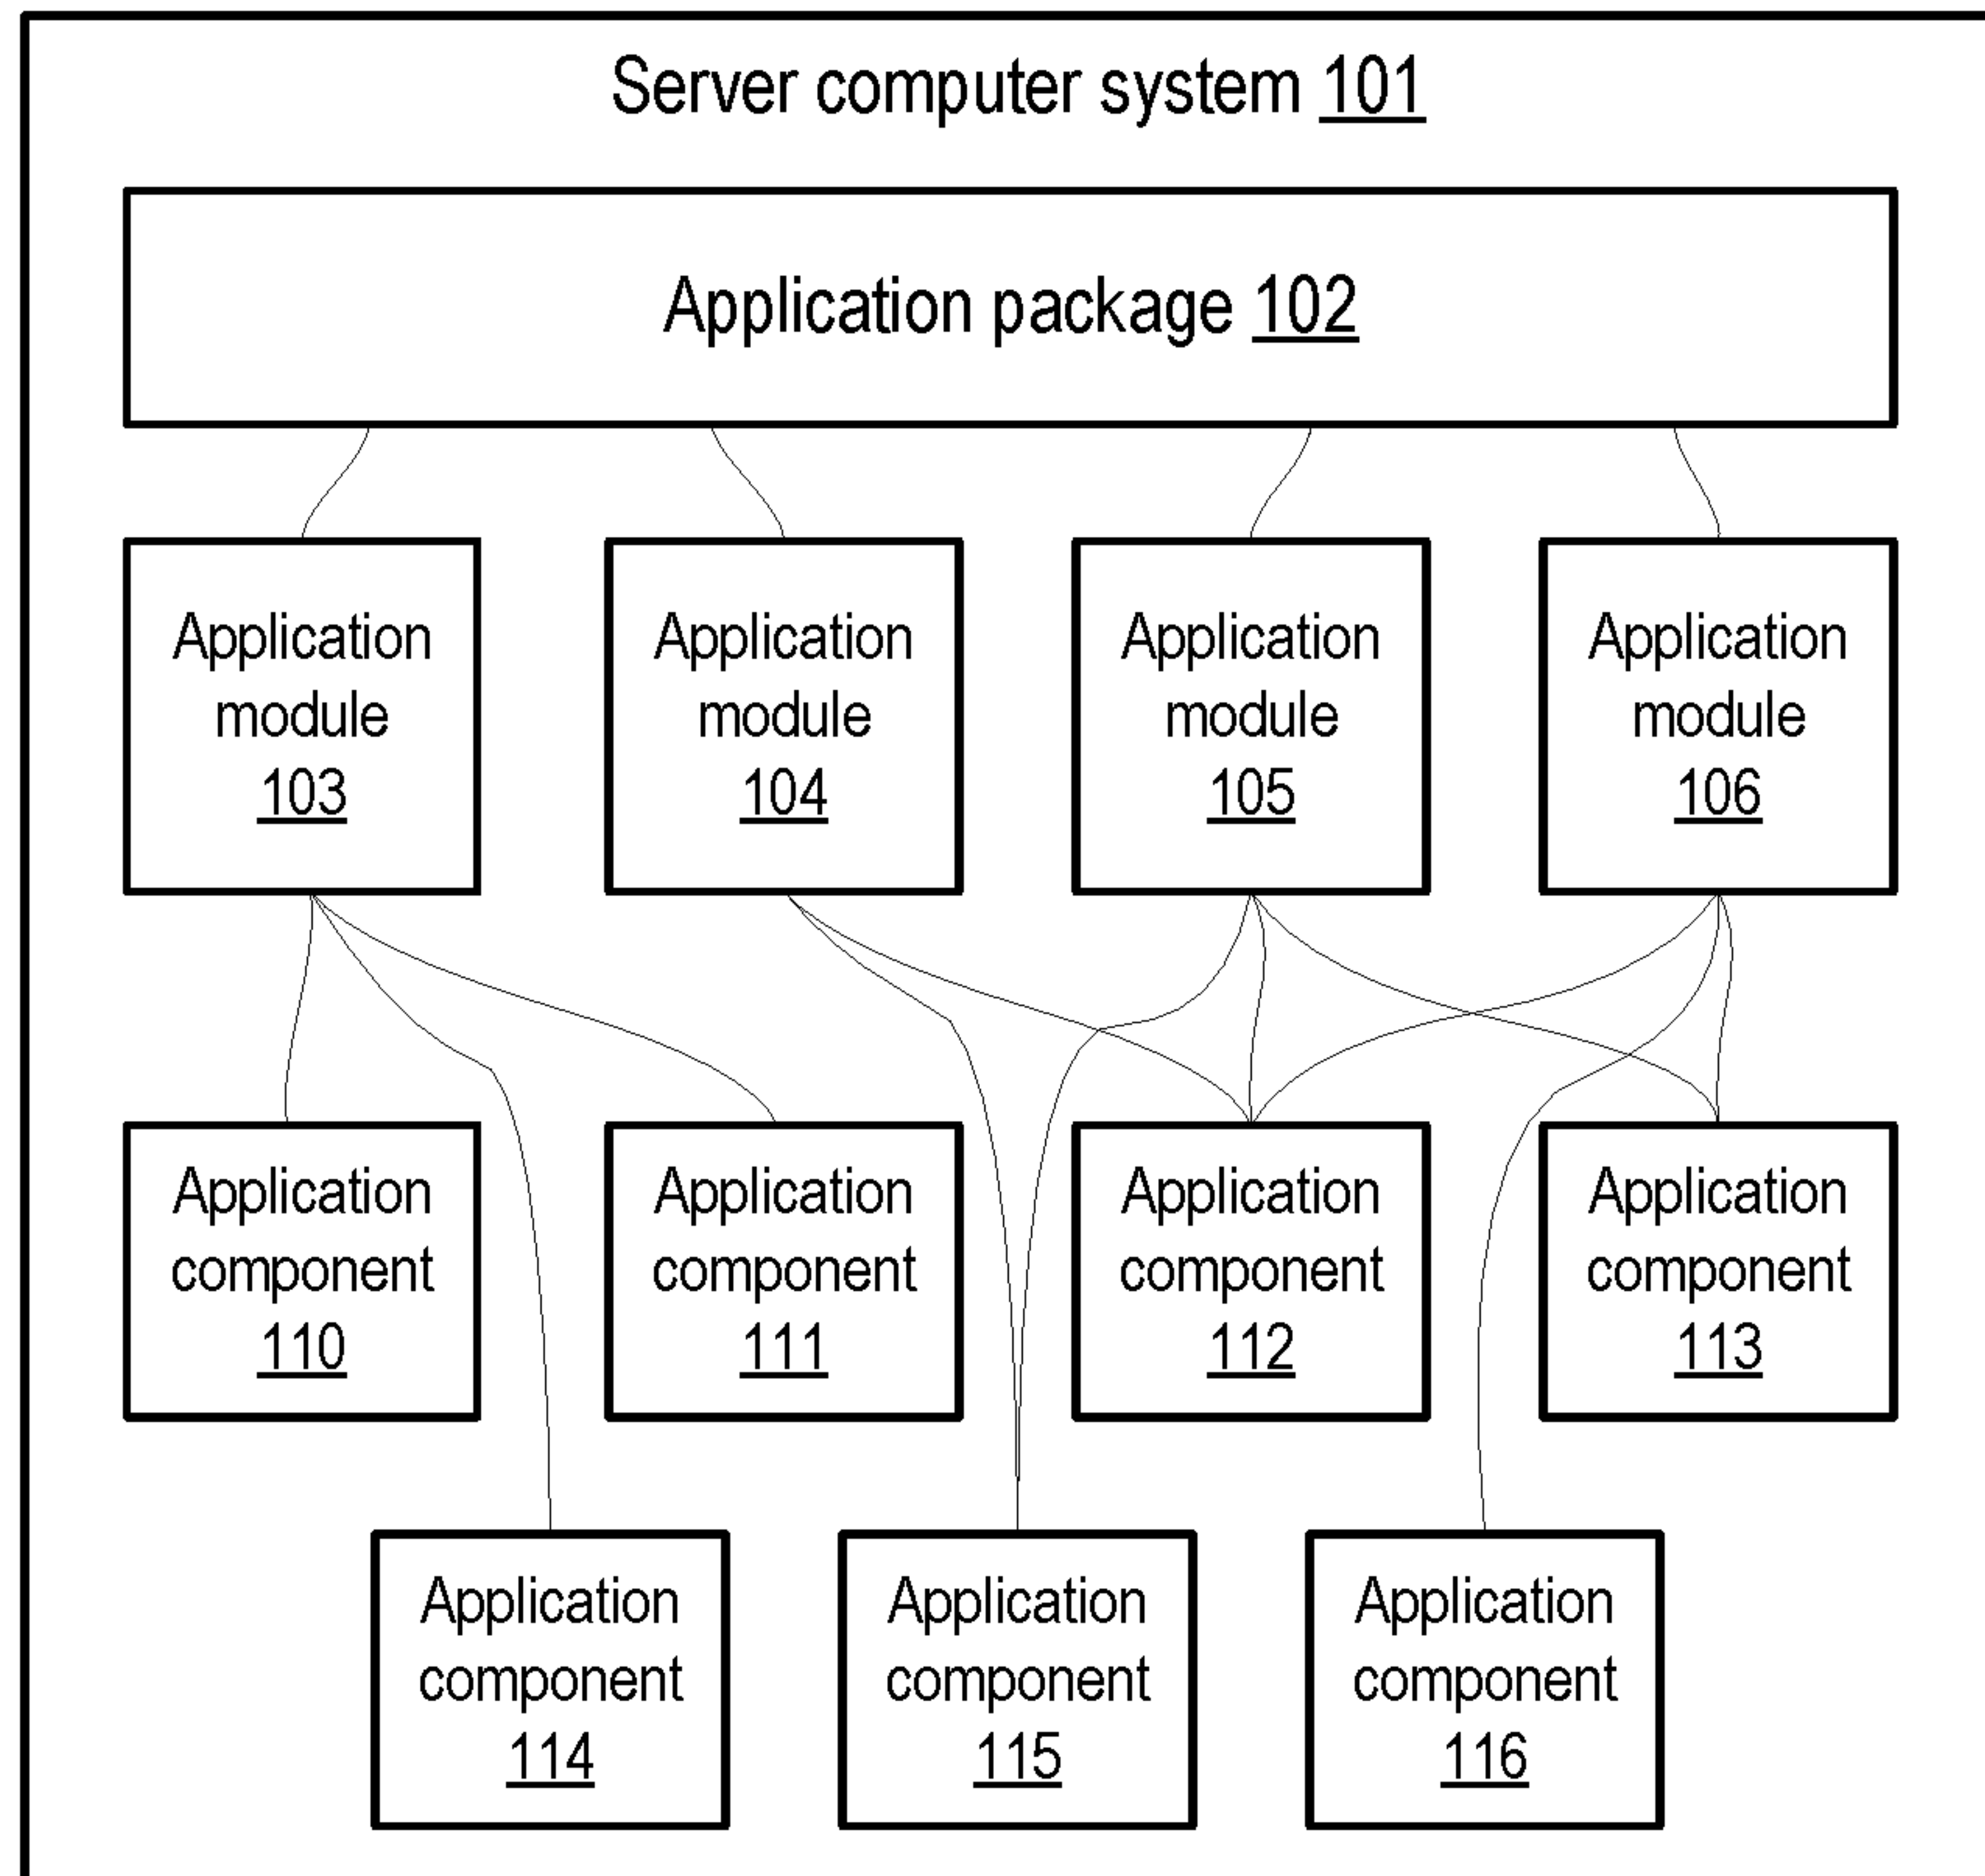 Server computer system 101
Application package 102
Application
module
103
Application
module
104
Application
module
105
Application
module
106
Application
component
110
Application
component
111
Application
component
112
Application
component
113
Application
component
114
Application
component
115
Application
component
116